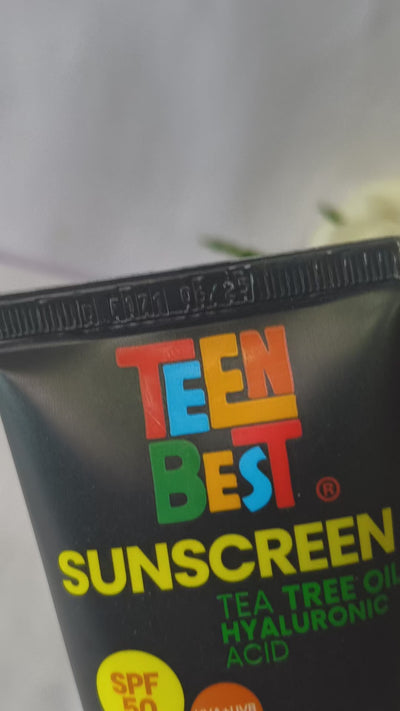 TEEN
BEST
®
SUNSCREEN
TEA TREE OIL
HYALURONIC
ACID
SPF
50